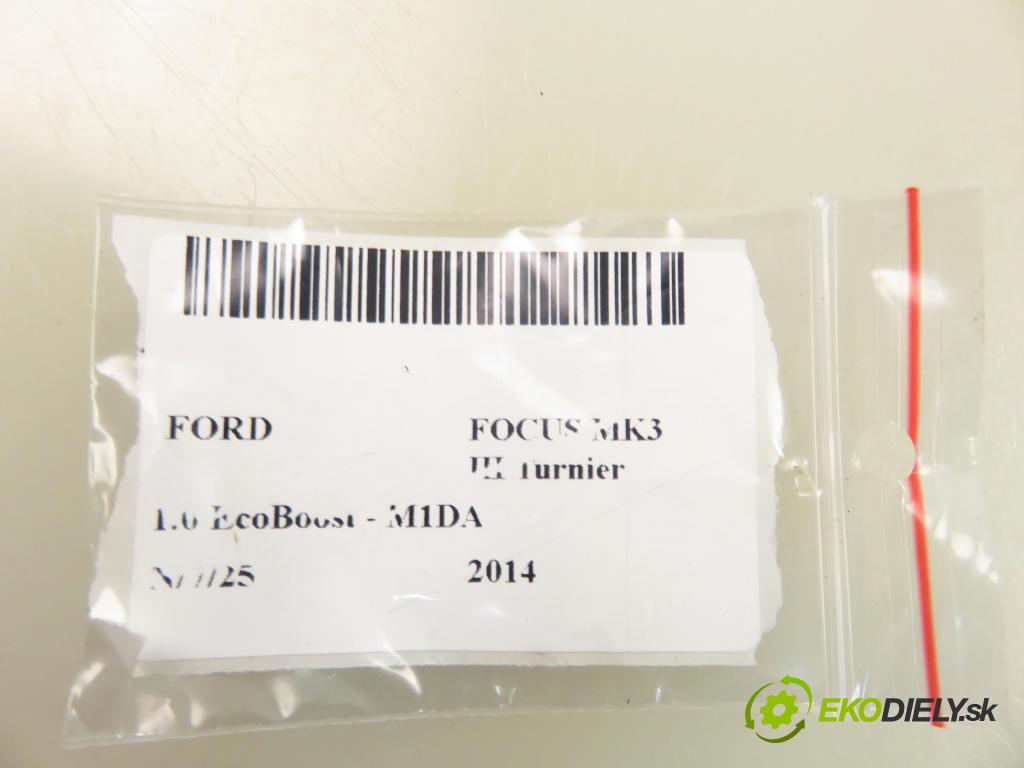 FORD FOCUS MK3
III Turnier
1.0 EcoBoost - M1DA
2014
EKODIELY.sk